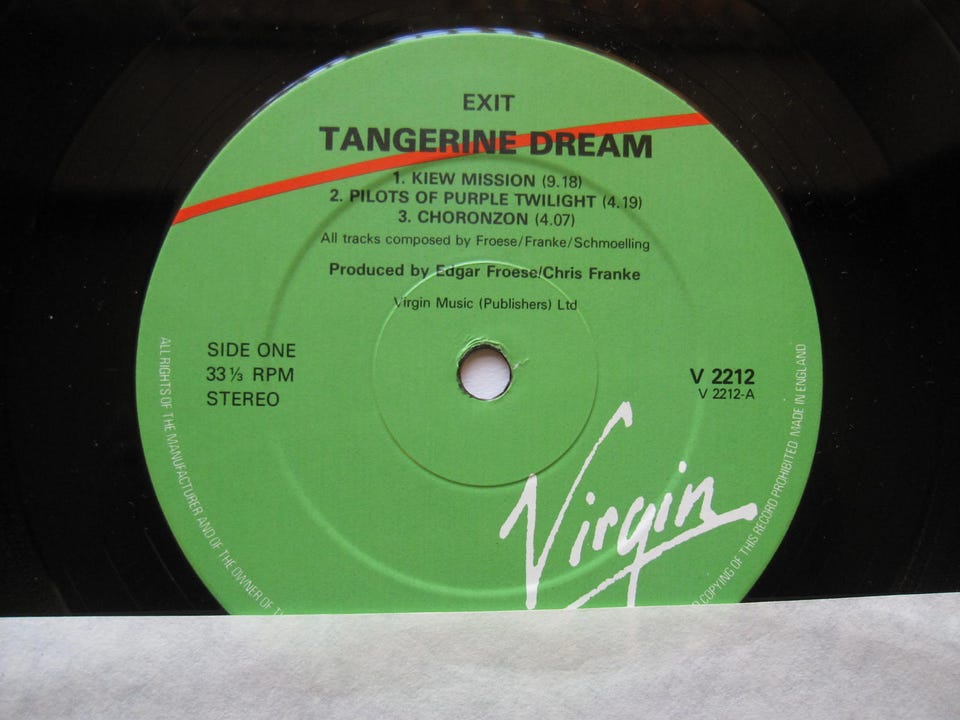 EXIT
TANGERINE DREAM
1. KIEW MISSION (9.18)
2. PILOTS OF PURPLE TWILIGHT (4.19)
3. CHORONZON (4.07)
All tracks composed by Froese/Franke/Schmoelling
Produced by Edgar Froese/Chris Franke
Virgin Music (Publishers) Ltd
SIDE ONE
33⅓ RPM
STEREO
V 2212
V 2212-A
Virgin
ALL RIGHTS OF THE MANUFACTURER AND OF THE OWNER OF
COPYING OF THIS RECORD PROHIBITED MADE IN ENGLAND